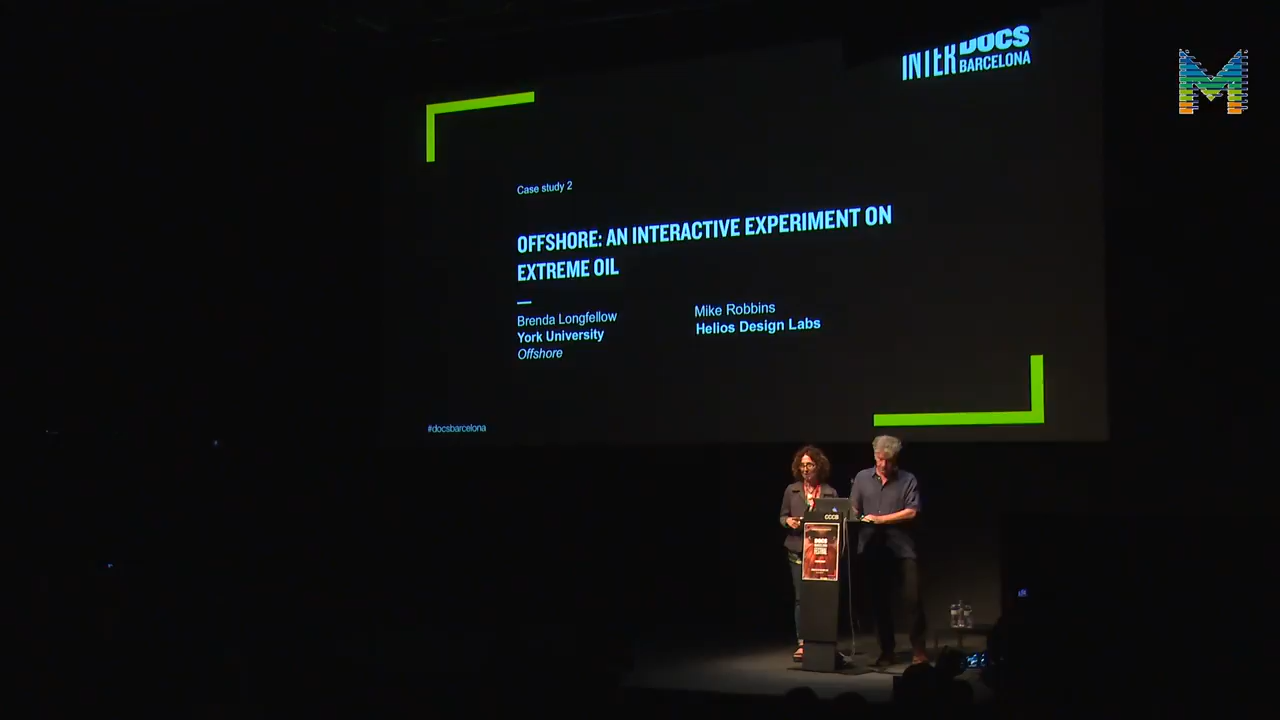 INTER DOCS
BARCELONA
Case study 2
OFFSHORE: AN INTERACTIVE EXPERIMENT ON
EXTREME OIL
Brenda Longfellow
York University
Offshore
Mike Robbins
Helios Design Labs
#docsbarcelona
CCCB
DOCS
M